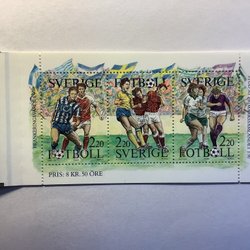 SVERIGE FOTBOLL SVERIGE
2.20 2.20 2.20
FOTBOLL SVERIGE FOTBOLL
PRIS: 8 KR. 50 ÖRE